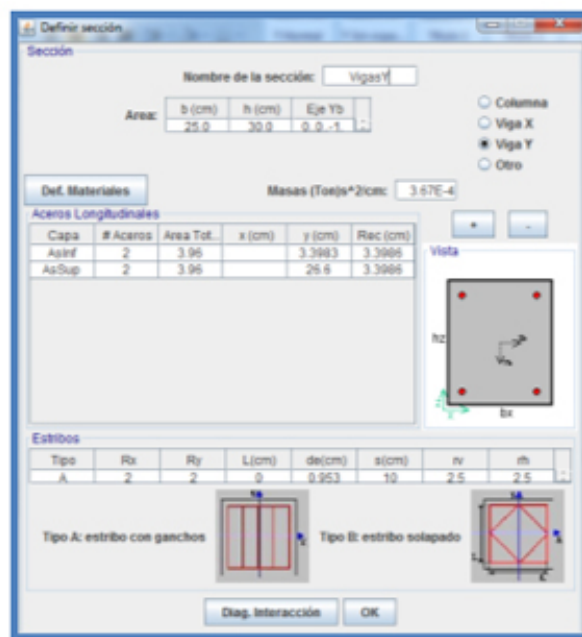 Definir sección
Sección
Nombre de la sección: VigasY
Area:
b (cm) h (cm) Eje Yb
25.0 30.0 0..0..-1.
Columna
Viga X
Viga Y
Otro
Def. Materiales
Masas (Ton)s^2/cm: 3.67E-4
Aceros Longitudinales
+ -
Capa # Aceros Area Tot... x (cm) y (cm) Rec (cm)
AsInf 2 3.96 3.3983 3.3986
AsSup 2 3.96 26.6 3.3986
Vista
hz
bx
Estribos
Tipo Rx Ry L(cm) de(cm) s(cm) rv rh
A 2 2 0 0.953 10 2.5 2.5
Tipo A: estribo con ganchos
Tipo B: estribo solapado
Diag. Interacción OK